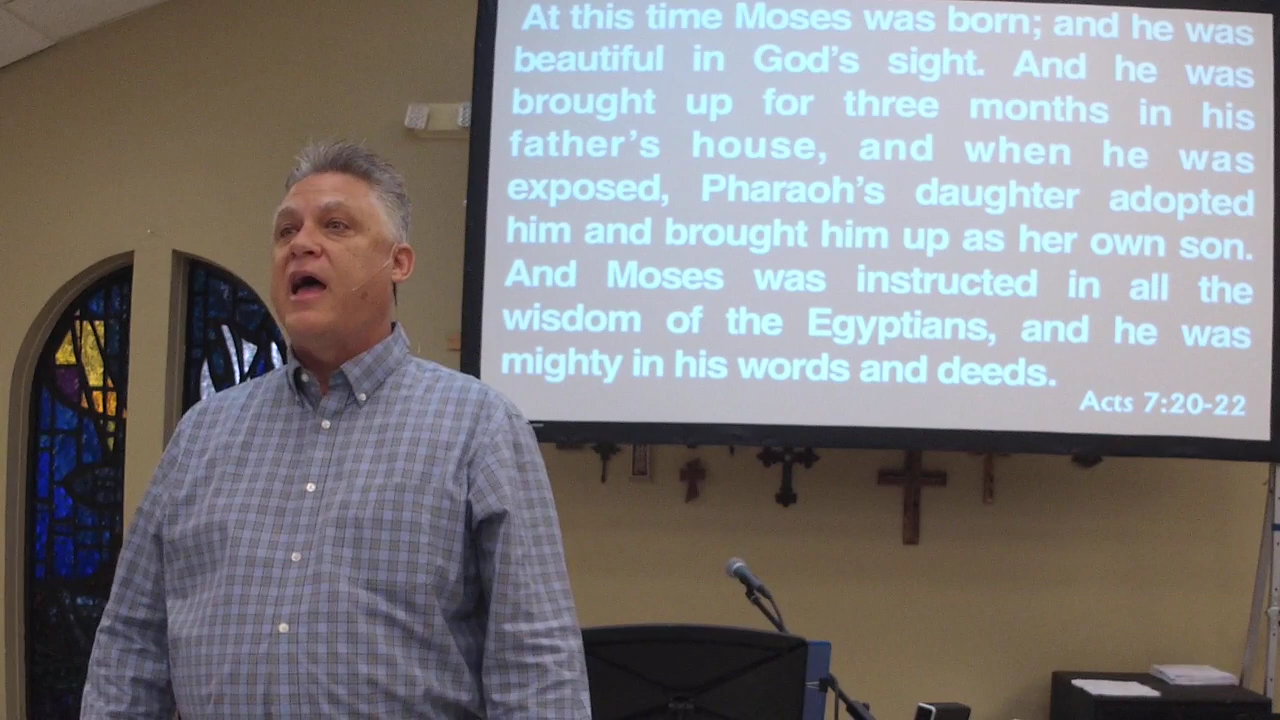 At this time Moses was born; and he was
beautiful in God's sight. And he was
brought up for three months in his
father's house, and when he was
exposed, Pharaoh's daughter adopted
him and brought him up as her own son.
And Moses was instructed in all the
wisdom of the Egyptians, and he was
mighty in his words and deeds.
Acts 7:20-22